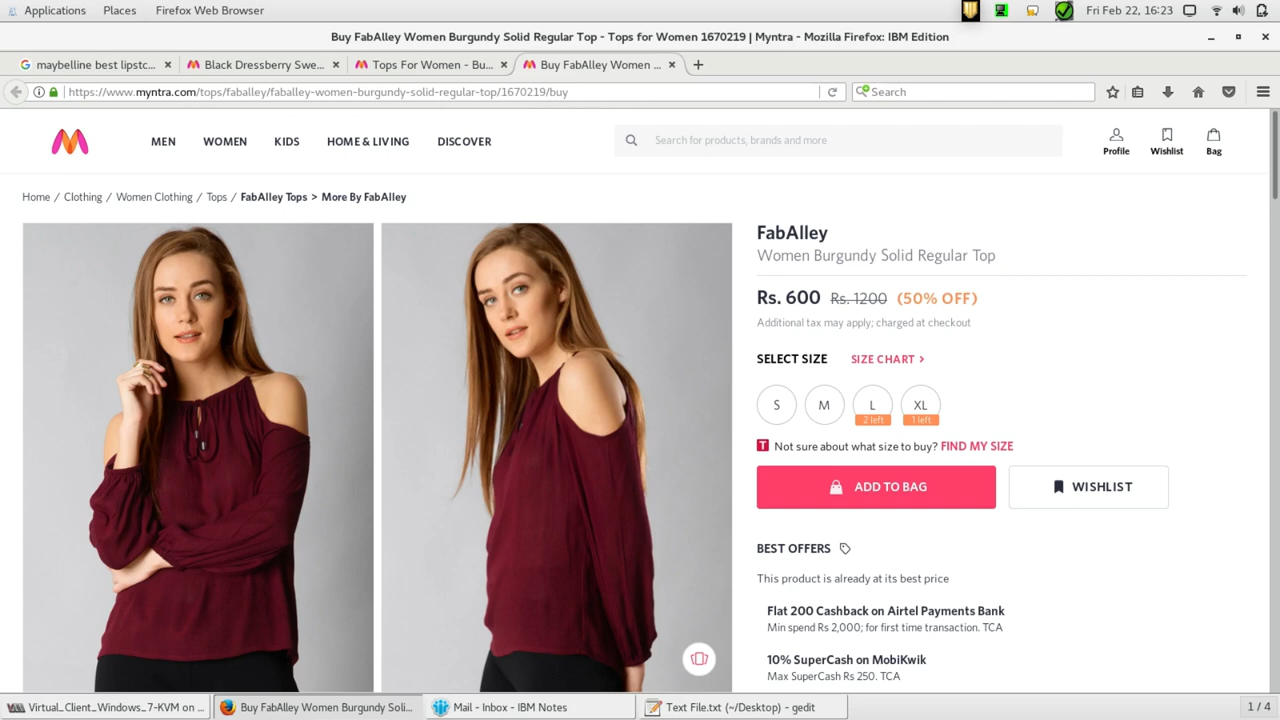 Applications Places Firefox Web Browser Fri Feb 22, 16:23
Buy FabAlley Women Burgundy Solid Regular Top - Tops for Women 1670219 | Myntra - Mozilla Firefox: IBM Edition
maybelline best lipstc... Black Dressberry Swe... Tops For Women - Bu... Buy FabAlley Women ...
https://www.myntra.com/tops/faballey/faballey-women-burgundy-solid-regular-top/1670219/buy Search
MEN WOMEN KIDS HOME & LIVING DISCOVER Search for products, brands and more Profile Wishlist Bag
Home / Clothing / Women Clothing / Tops / FabAlley Tops > More By FabAlley
FabAlley
Women Burgundy Solid Regular Top
Rs. 600 Rs. 1200 (50% OFF)
Additional tax may apply; charged at checkout
SELECT SIZE SIZE CHART >
S M L XL
2 left 1 left
T Not sure about what size to buy? FIND MY SIZE
ADD TO BAG WISHLIST
BEST OFFERS
This product is already at its best price
Flat 200 Cashback on Airtel Payments Bank
Min spend Rs 2,000; for first time transaction. TCA
10% SuperCash on MobiKwik
Max SuperCash Rs 250. TCA
Virtual_Client_Windows_7-KVM on ... Buy FabAlley Women Burgundy Soli... Mail - Inbox - IBM Notes Text File.txt (~/Desktop) - gedit 1 / 4